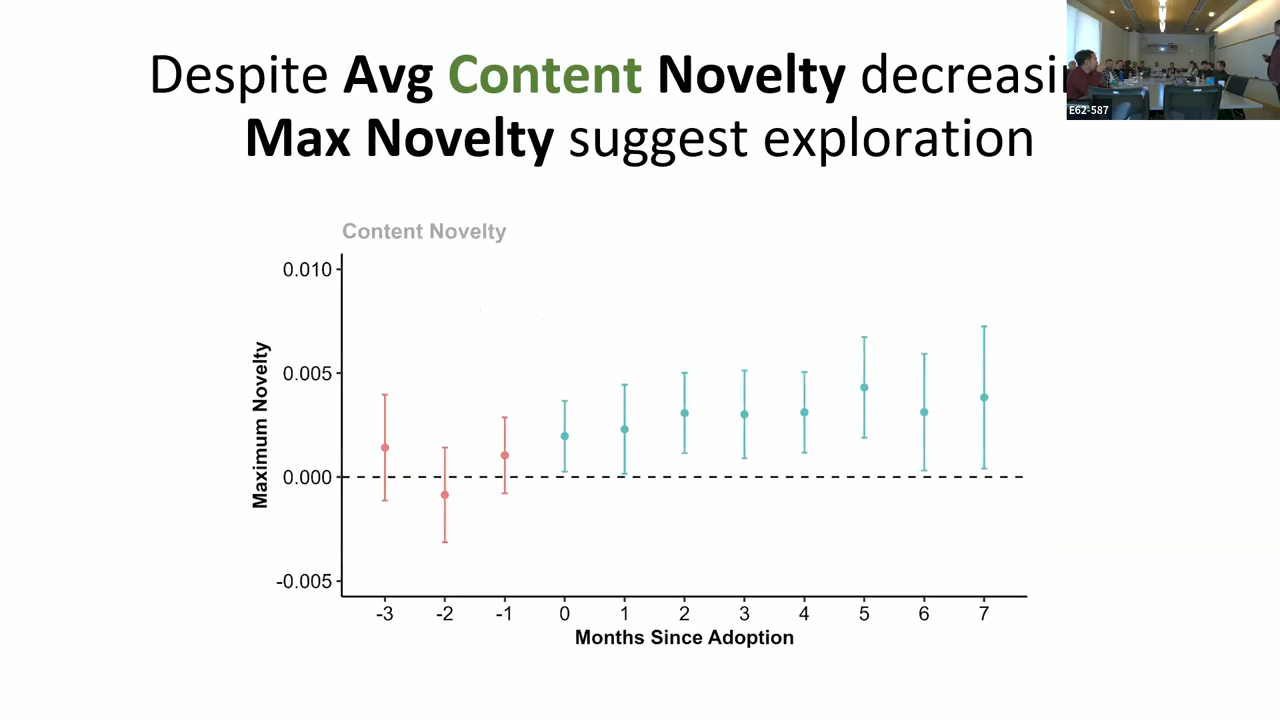 Despite Avg Content Novelty decreasin
Max Novelty suggest exploration
E62-587
Content Novelty
Maximum Novelty
0.010
0.005
0.000
-0.005
-3 -2 -1 0 1 2 3 4 5 6 7
Months Since Adoption